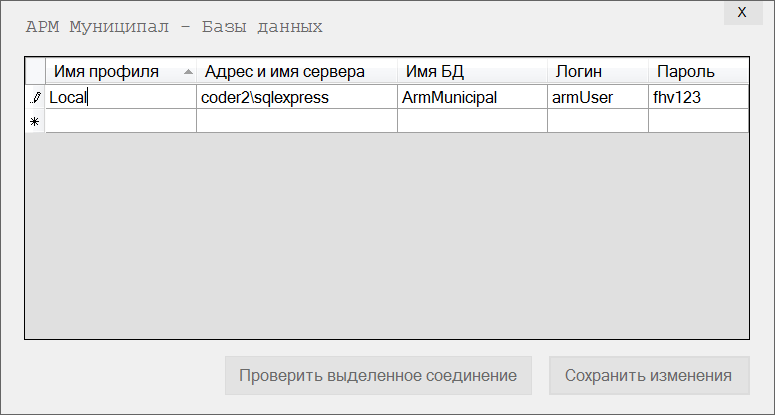 X
АРМ Муниципал - Базы данных
Имя профиля Адрес и имя сервера Имя БД Логин Пароль
Local coder2\sqlexpress ArmMunicipal armUser fhv123
Проверить выделенное соединение Сохранить изменения